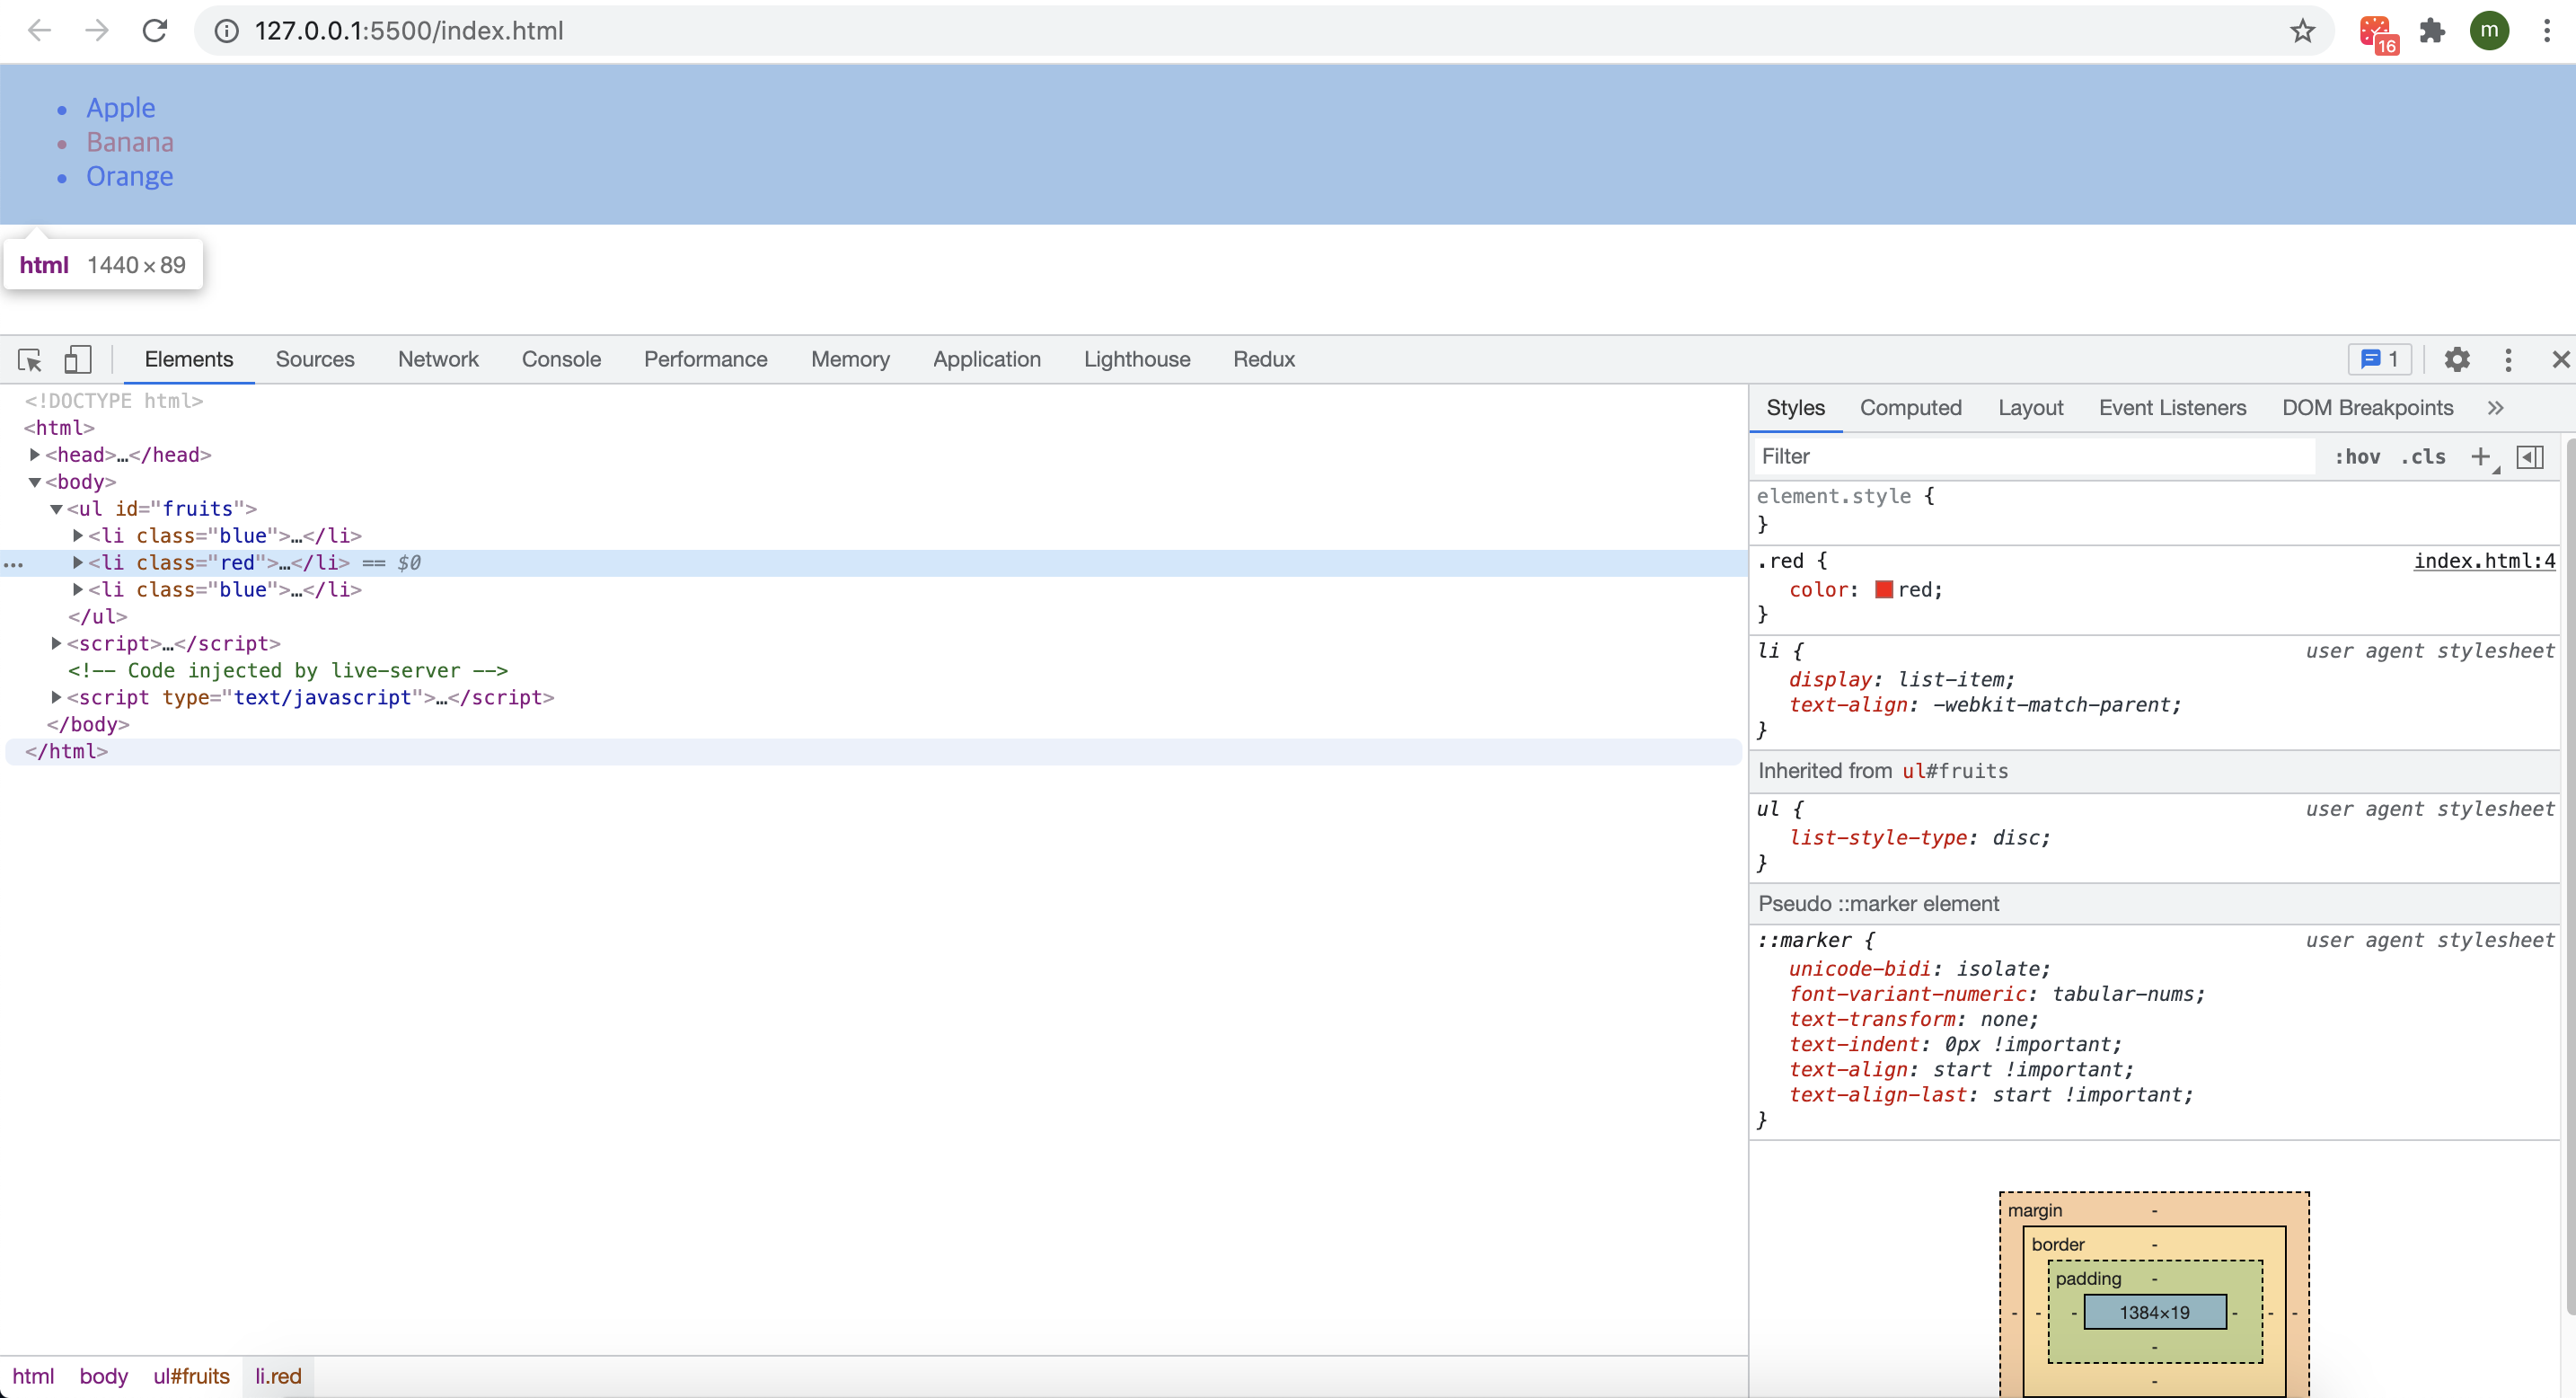 127.0.0.1:5500/index.html
16
m
Apple
Banana
Orange
html 1440×89
Elements Sources Network Console Performance Memory Application Lighthouse Redux
1
<!DOCTYPE html>
<html>
<head>…</head>
<body>
<ul id="fruits">
<li class="blue">…</li>
<li class="red">…</li> == $0
<li class="blue">…</li>
</ul>
<script>…</script>
<!-- Code injected by live-server -->
<script type="text/javascript">…</script>
</body>
</html>
html body ul#fruits li.red
Styles Computed Layout Event Listeners DOM Breakpoints »
Filter :hov .cls +
element.style {
}
.red { index.html:4
color: red;
}
li { user agent stylesheet
display: list-item;
text-align: -webkit-match-parent;
}
Inherited from ul#fruits
ul { user agent stylesheet
list-style-type: disc;
}
Pseudo ::marker element
::marker { user agent stylesheet
unicode-bidi: isolate;
font-variant-numeric: tabular-nums;
text-transform: none;
text-indent: 0px !important;
text-align: start !important;
text-align-last: start !important;
}
margin -
border -
padding -
- - - 1384×19 - - -
-
-